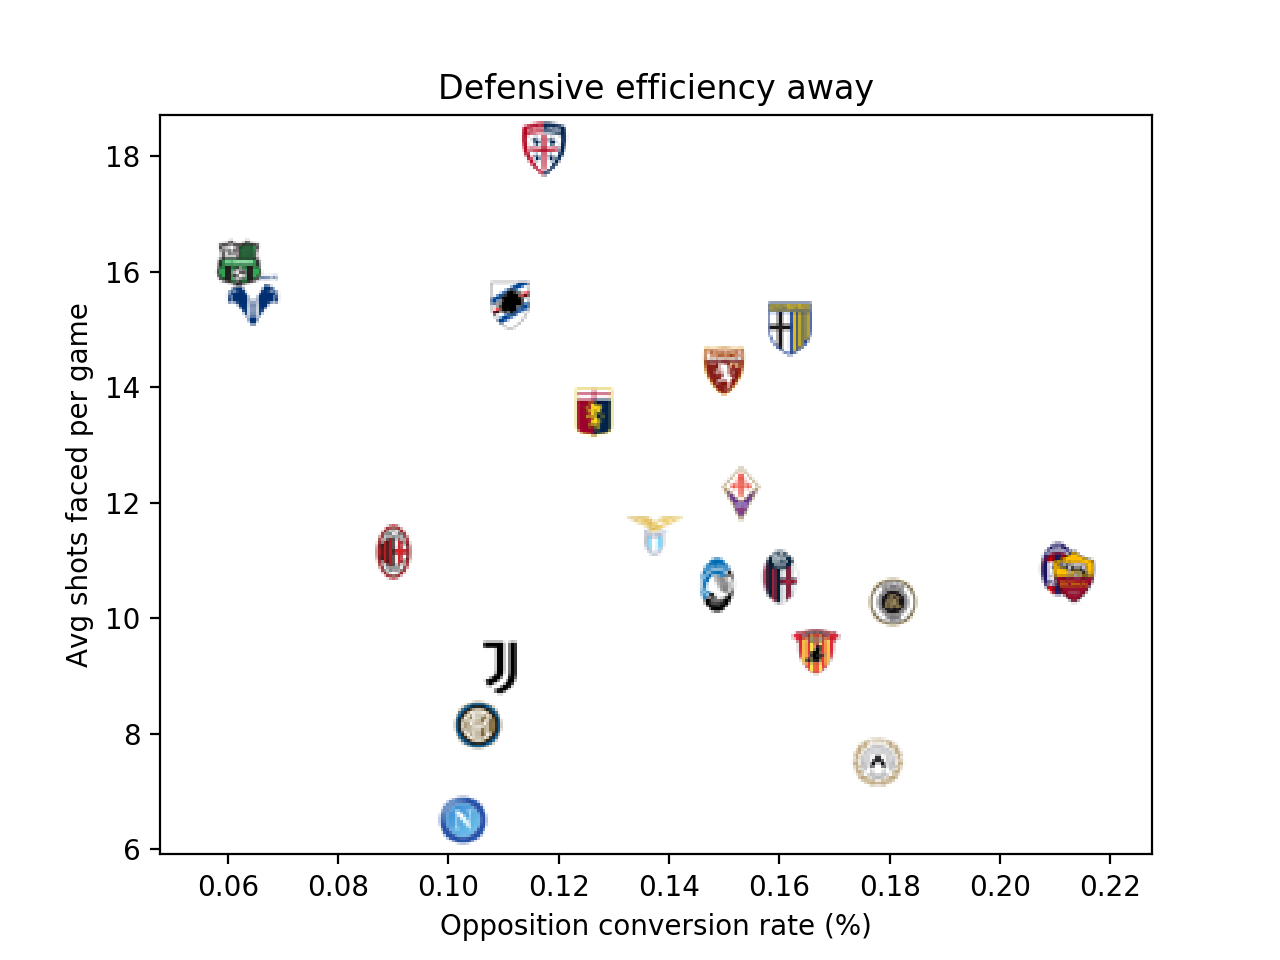 Defensive efficiency away
Avg shots faced per game
18
16
14
12
10
8
6
0.06 0.08 0.10 0.12 0.14 0.16 0.18 0.20 0.22
Opposition conversion rate (%)